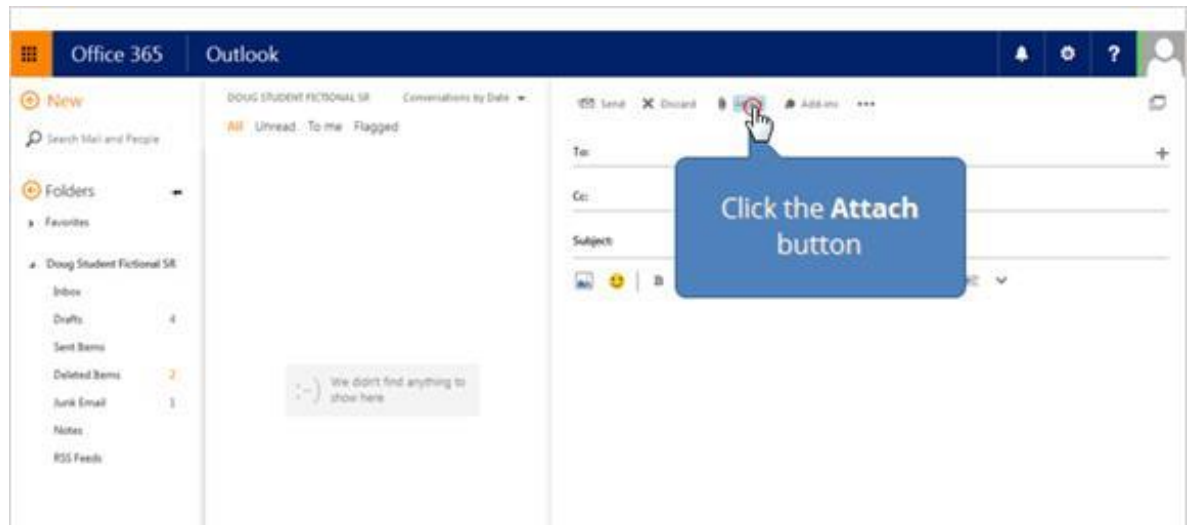 Office 365
Outlook
?
New
Search Mail and People
Folders
Favorites
Doug Student Fictional SR
Inbox
Drafts 4
Sent Items
Deleted Items 2
Junk Email 1
Notes
RSS Feeds
DOUG STUDENT FICTIONAL SR Conversations by Date
All Unread To me Flagged
:-) We didn't find anything to
show here
Send Discard Add-ins •••
To: +
Cc:
Subject:
B
Click the Attach
button